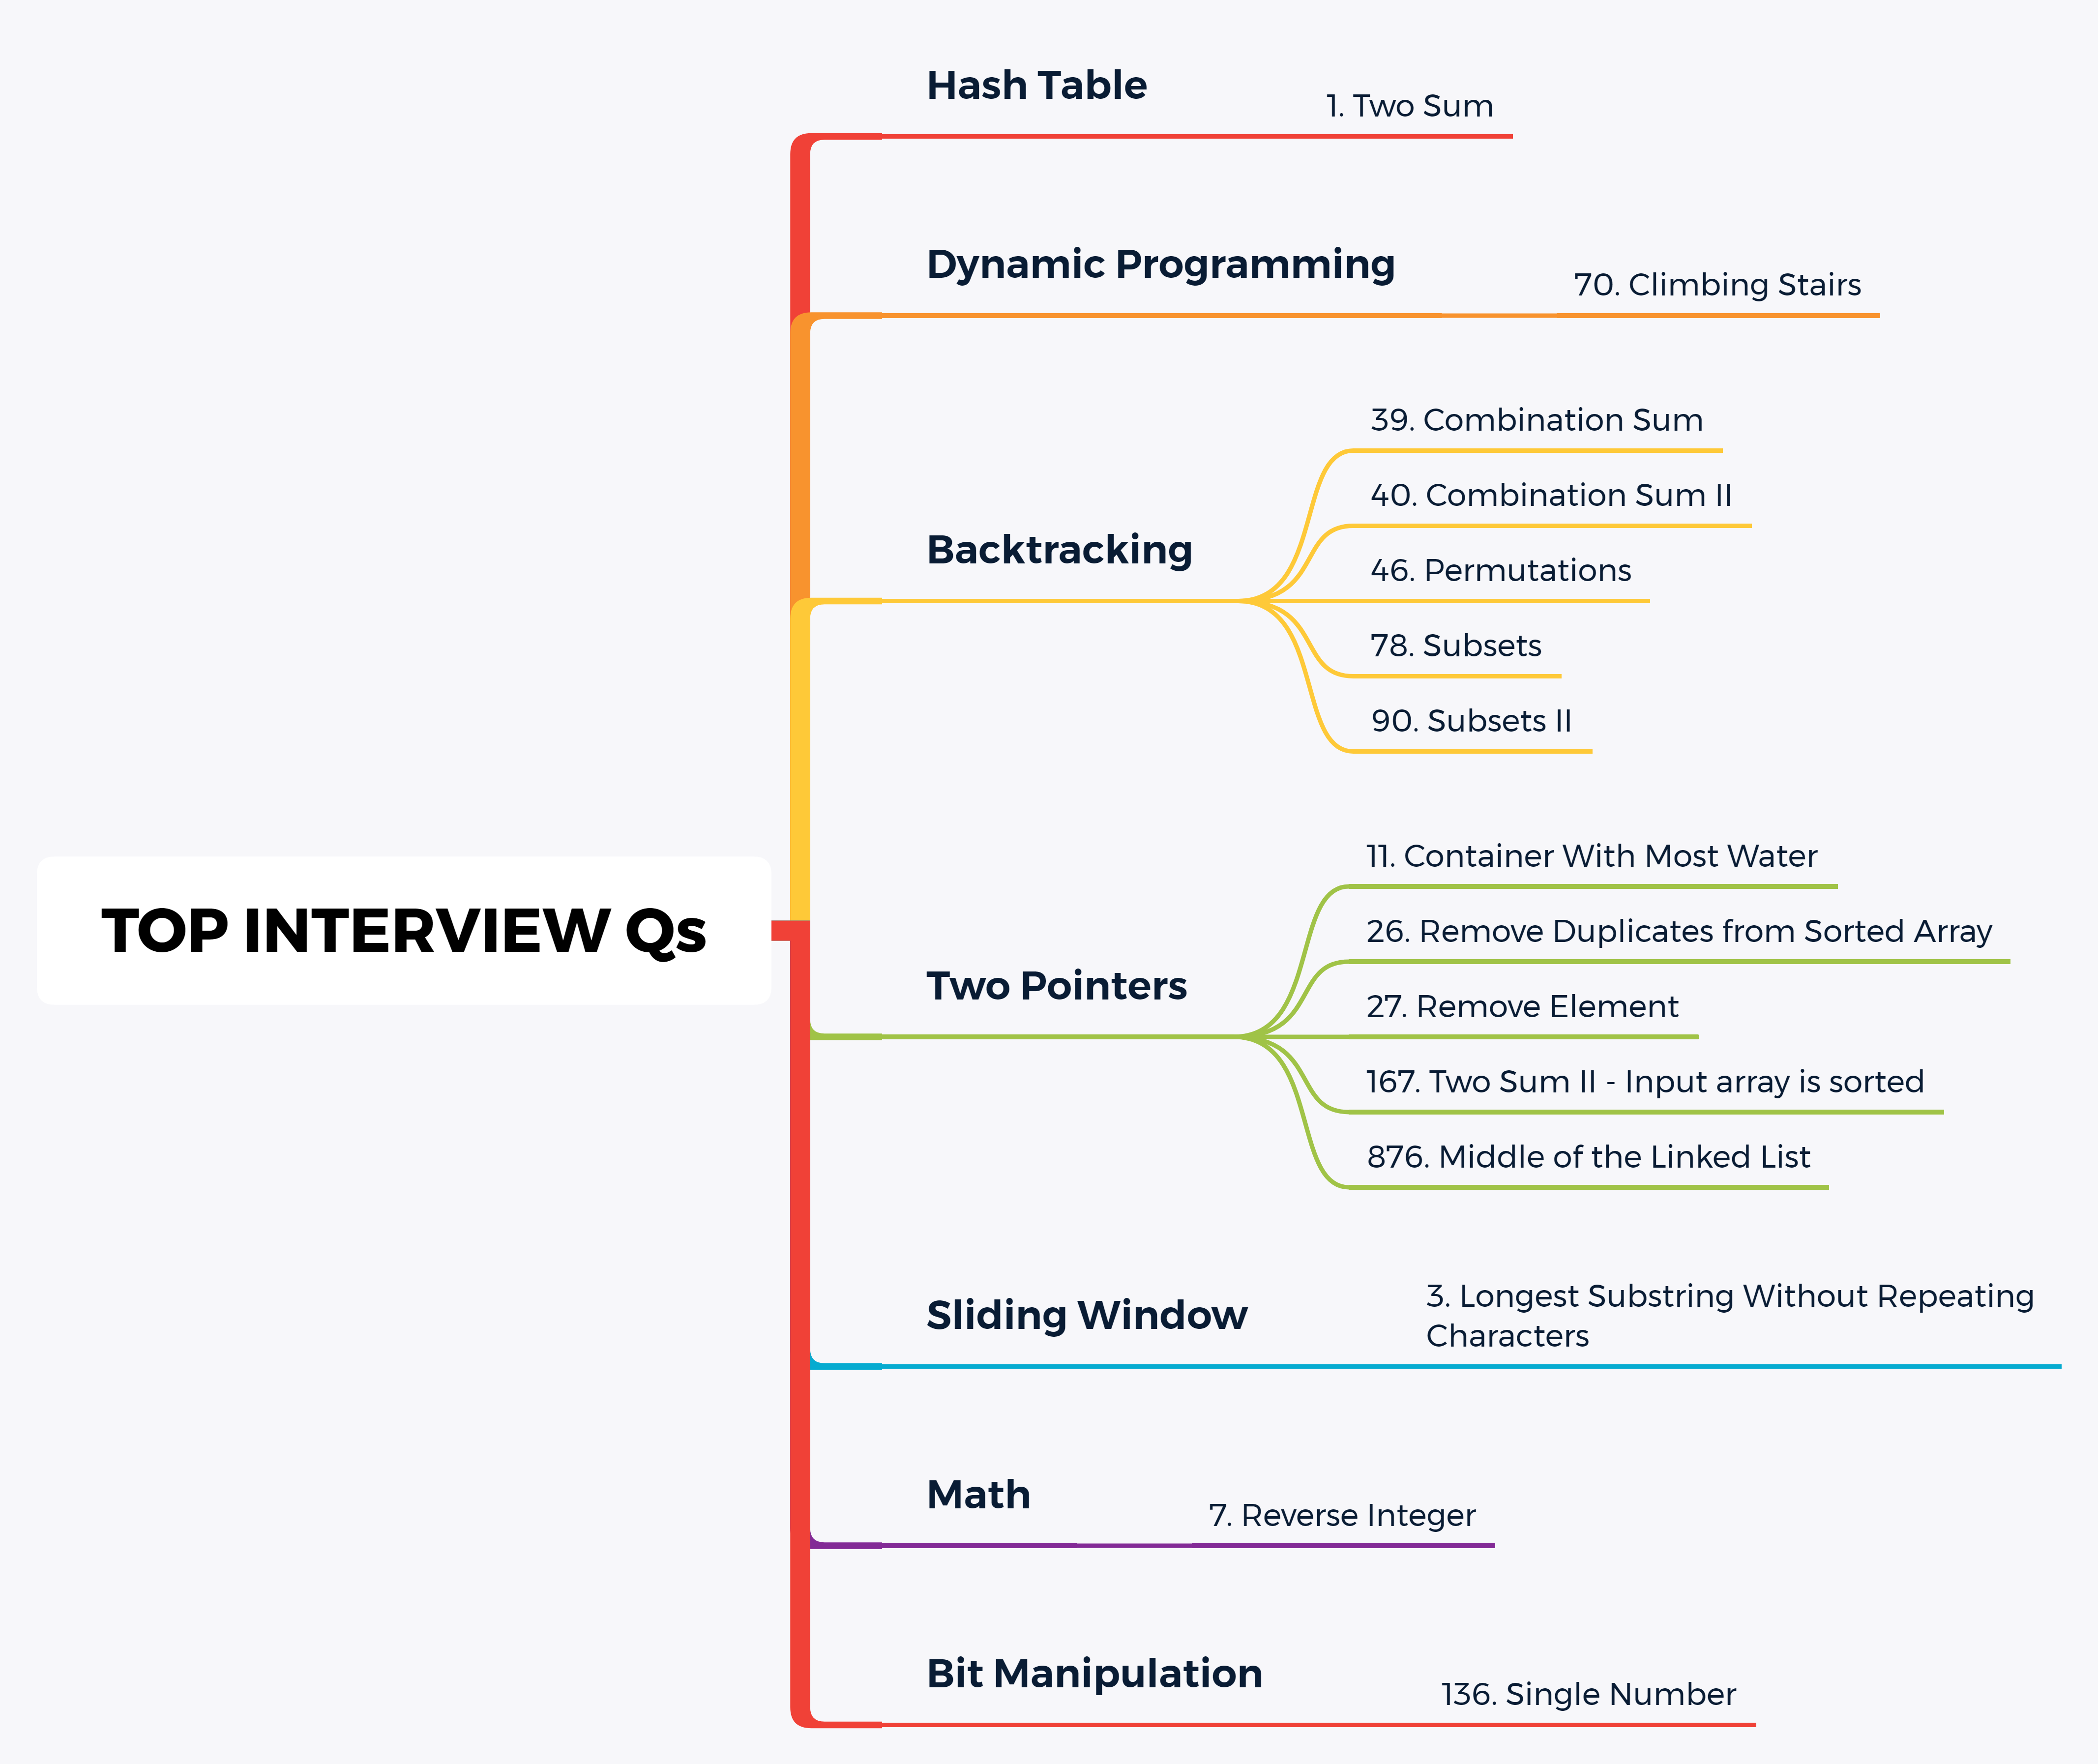 TOP INTERVIEW Qs
Hash Table
1. Two Sum
Dynamic Programming
70. Climbing Stairs
Backtracking
39. Combination Sum
40. Combination Sum II
46. Permutations
78. Subsets
90. Subsets II
Two Pointers
11. Container With Most Water
26. Remove Duplicates from Sorted Array
27. Remove Element
167. Two Sum II - Input array is sorted
876. Middle of the Linked List
Sliding Window
3. Longest Substring Without Repeating
Characters
Math
7. Reverse Integer
Bit Manipulation
136. Single Number